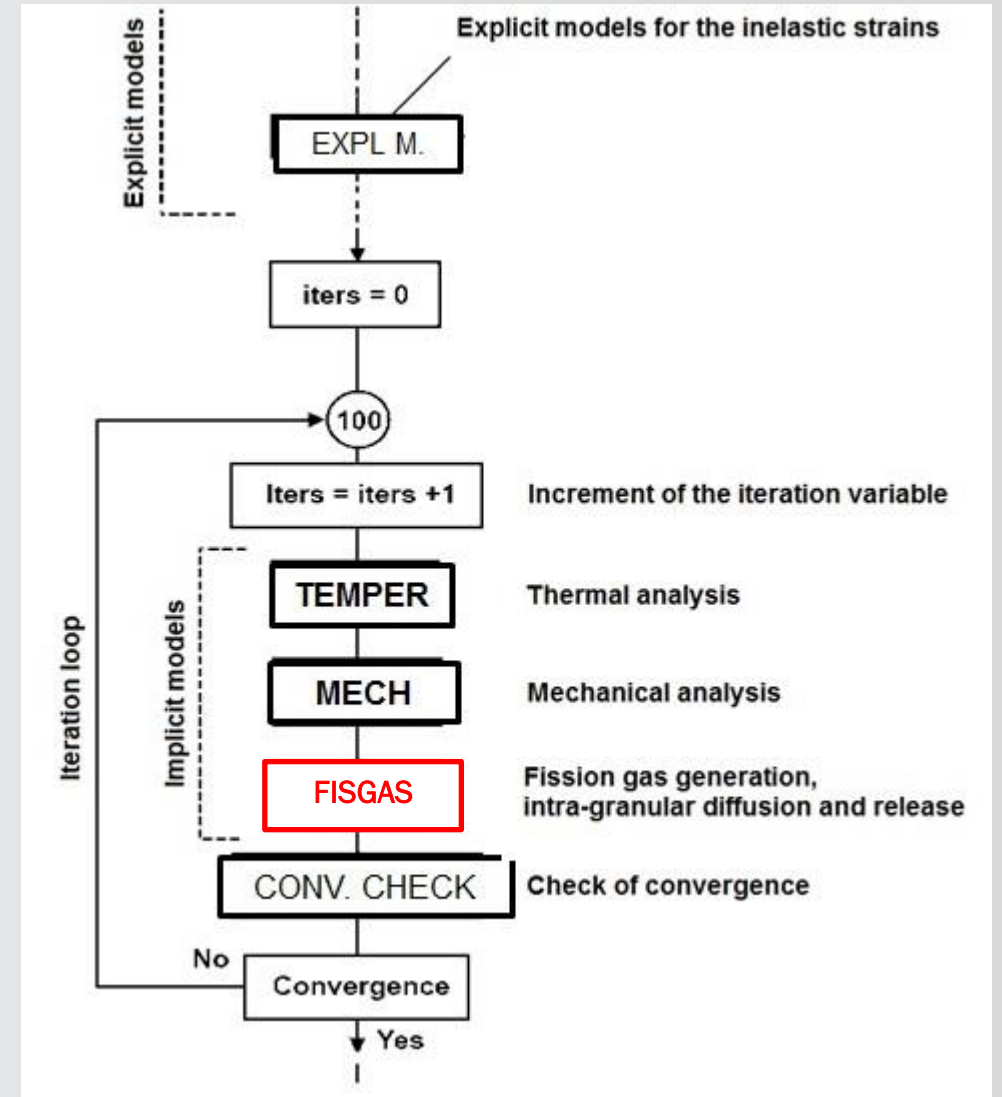 Explicit models for the inelastic strains
Explicit models
EXPL M.
iters = 0
100
Iters = iters +1
Increment of the iteration variable
Iteration loop
Implicit models
TEMPER
Thermal analysis
MECH
Mechanical analysis
FISGAS
Fission gas generation,
intra-granular diffusion and release
CONV. CHECK
Check of convergence
No
Convergence
Yes